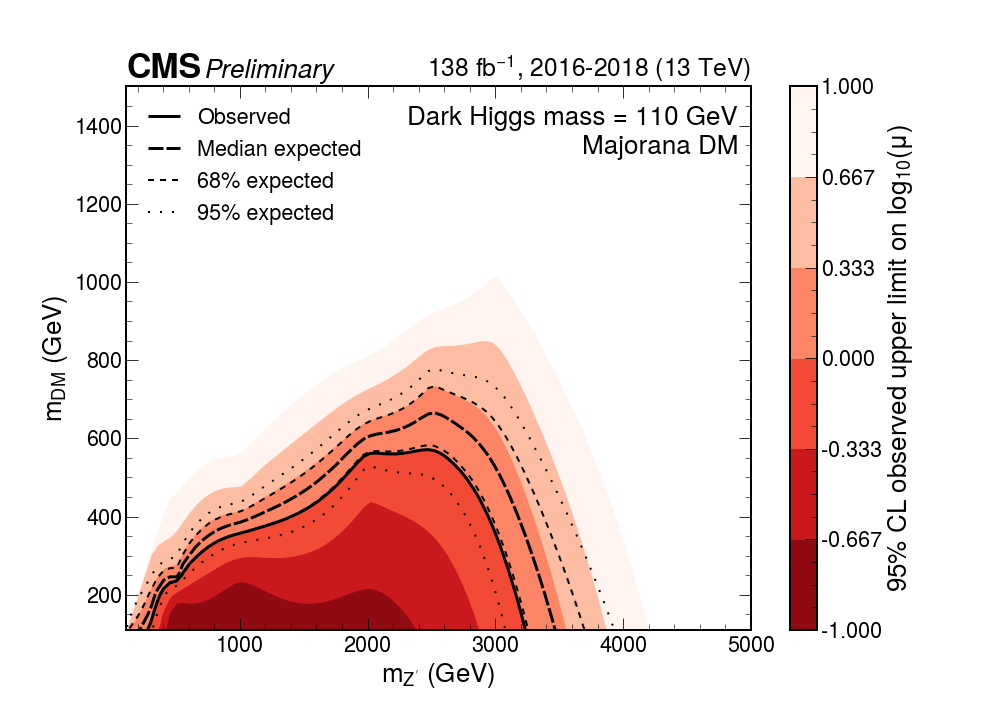 CMS Preliminary 138 fb⁻¹, 2016-2018 (13 TeV)
Observed
Median expected
68% expected
95% expected
Dark Higgs mass = 110 GeV
Majorana DM
1400
1200
1000
800
600
400
200
m_DM (GeV)
1000 2000 3000 4000 5000
m_Z′ (GeV)
1.000
0.667
0.333
0.000
-0.333
-0.667
-1.000
95% CL observed upper limit on log₁₀(μ)